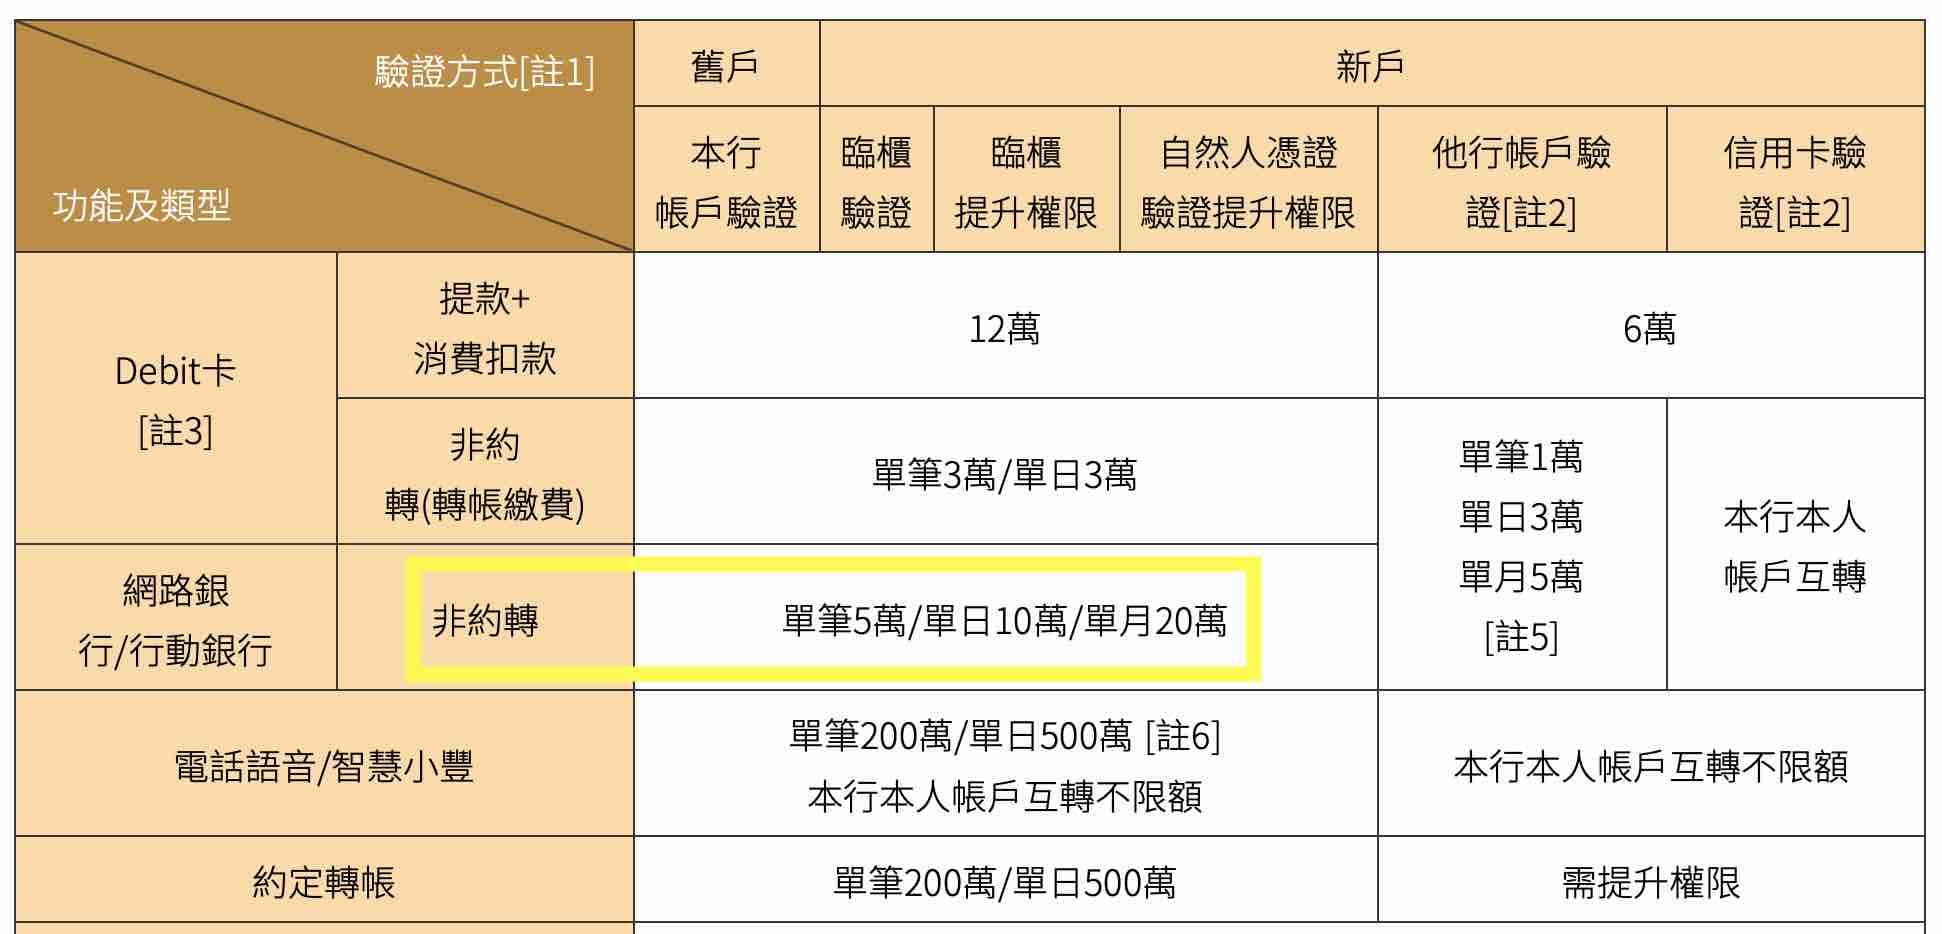 驗證方式[註1]
功能及類型
舊戶
新戶
本行
帳戶驗證
臨櫃
驗證
臨櫃
提升權限
自然人憑證
驗證提升權限
他行帳戶驗
證[註2]
信用卡驗
證[註2]
Debit卡
[註3]
提款+
消費扣款
12萬
6萬
非約
轉(轉帳繳費)
單筆3萬/單日3萬
單筆1萬
單日3萬
單月5萬
[註5]
本行本人
帳戶互轉
網路銀
行/行動銀行
非約轉
單筆5萬/單日10萬/單月20萬
電話語音/智慧小豐
單筆200萬/單日500萬 [註6]
本行本人帳戶互轉不限額
本行本人帳戶互轉不限額
約定轉帳
單筆200萬/單日500萬
需提升權限